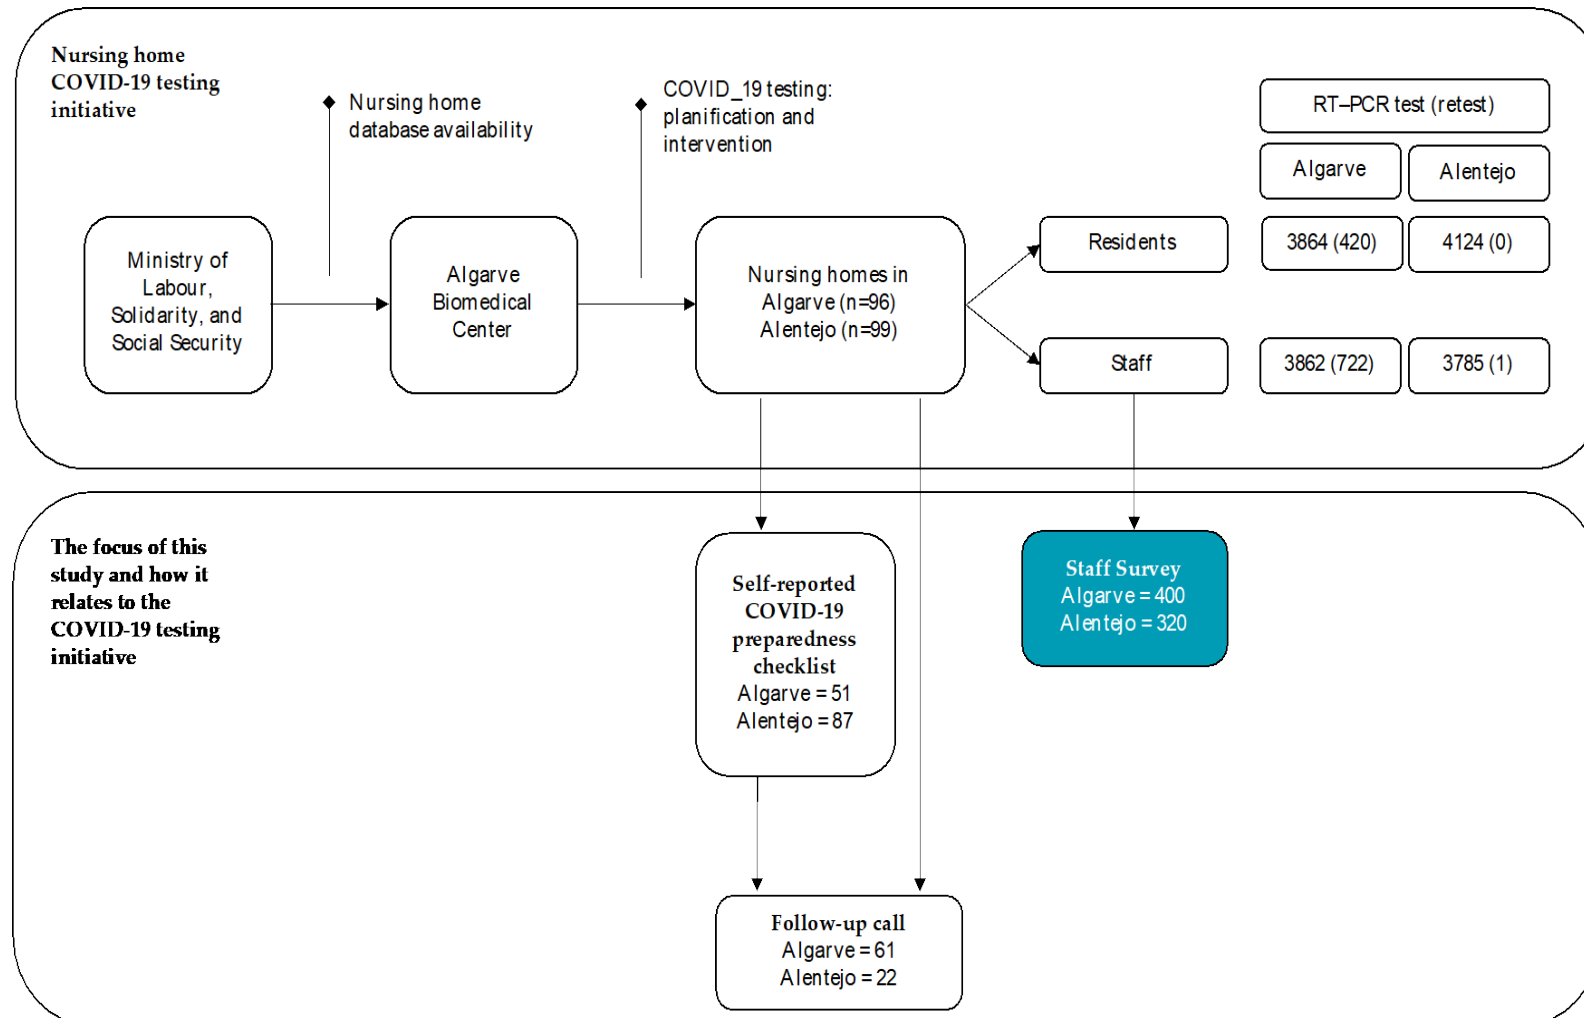 Nursing home
COVID-19 testing
initiative
Nursing home
database availability
COVID_19 testing:
planification and
intervention
RT–PCR test (retest)
Algarve
Alentejo
Ministry of
Labour,
Solidarity, and
Social Security
Algarve
Biomedical
Center
Nursing homes in
Algarve (n=96)
Alentejo (n=99)
Residents
3864 (420)
4124 (0)
Staff
3862 (722)
3785 (1)
The focus of this
study and how it
relates to the
COVID-19 testing
initiative
Self-reported
COVID-19
preparedness
checklist
Algarve = 51
Alentejo = 87
Staff Survey
Algarve = 400
Alentejo = 320
Follow-up call
Algarve = 61
Alentejo = 22